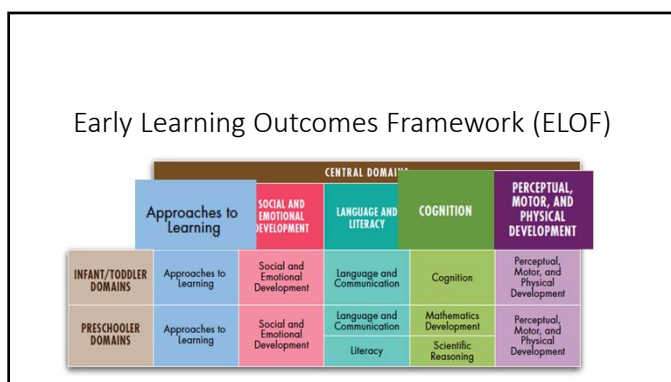 Early Learning Outcomes Framework (ELOF)
CENTRAL DOMAINS
Approaches to
Learning
SOCIAL AND
EMOTIONAL
DEVELOPMENT
LANGUAGE AND
LITERACY
COGNITION
PERCEPTUAL,
MOTOR, AND
PHYSICAL
DEVELOPMENT
INFANT/TODDLER
DOMAINS
Approaches to
Learning
Social and
Emotional
Development
Language and
Communication
Cognition
Perceptual,
Motor, and
Physical
Development
PRESCHOOLER
DOMAINS
Approaches to
Learning
Social and
Emotional
Development
Language and
Communication
Literacy
Mathematics
Development
Scientific
Reasoning
Perceptual,
Motor, and
Physical
Development